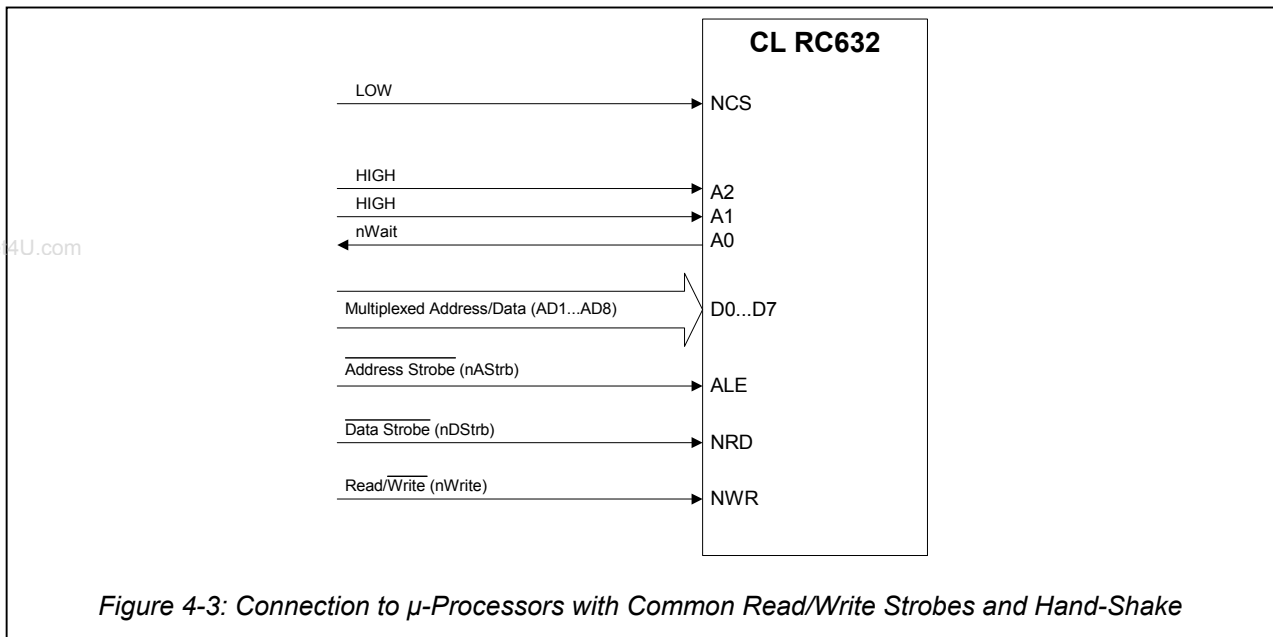 CL RC632
LOW
NCS
HIGH
A2
HIGH
A1
nWait
A0
4U.com
Multiplexed Address/Data (AD1...AD8)
D0...D7
Address Strobe (nAStrb)
ALE
Data Strobe (nDStrb)
NRD
Read/Write (nWrite)
NWR
Figure 4-3: Connection to µ-Processors with Common Read/Write Strobes and Hand-Shake